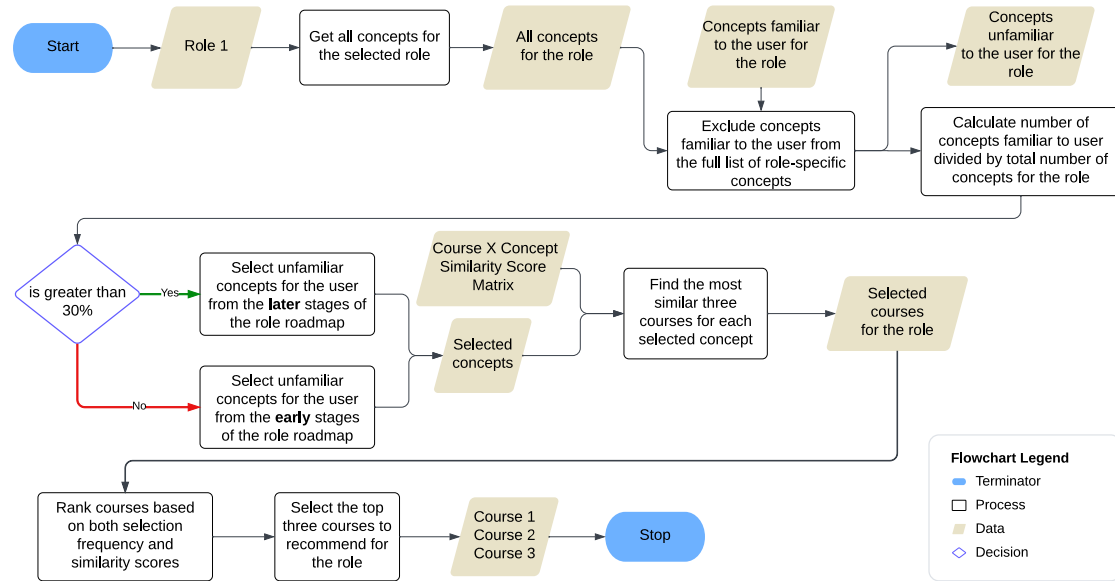 Start
Role 1
Get all concepts for
the selected role
All concepts
for the role
Concepts
familiar
to the user for
the role
Concepts
unfamiliar
to the user for the
role
Exclude concepts
familiar to the user from
the full list of role-specific
concepts
Calculate number of
concepts familiar to user
divided by total number of
concepts for the role
is greater than
30%
Yes
No
Select unfamiliar
concepts for the user
from the later stages of
the role roadmap
Select unfamiliar
concepts for the user
from the early stages
of the role roadmap
Course X Concept
Similarity Score
Matrix
Selected
concepts
Find the most
similar three
courses for each
selected concept
Selected
courses
for the role
Rank courses based
on both selection
frequency and
similarity scores
Select the top
three courses to
recommend for
the role
Course 1
Course 2
Course 3
Stop
Flowchart Legend
Terminator
Process
Data
Decision